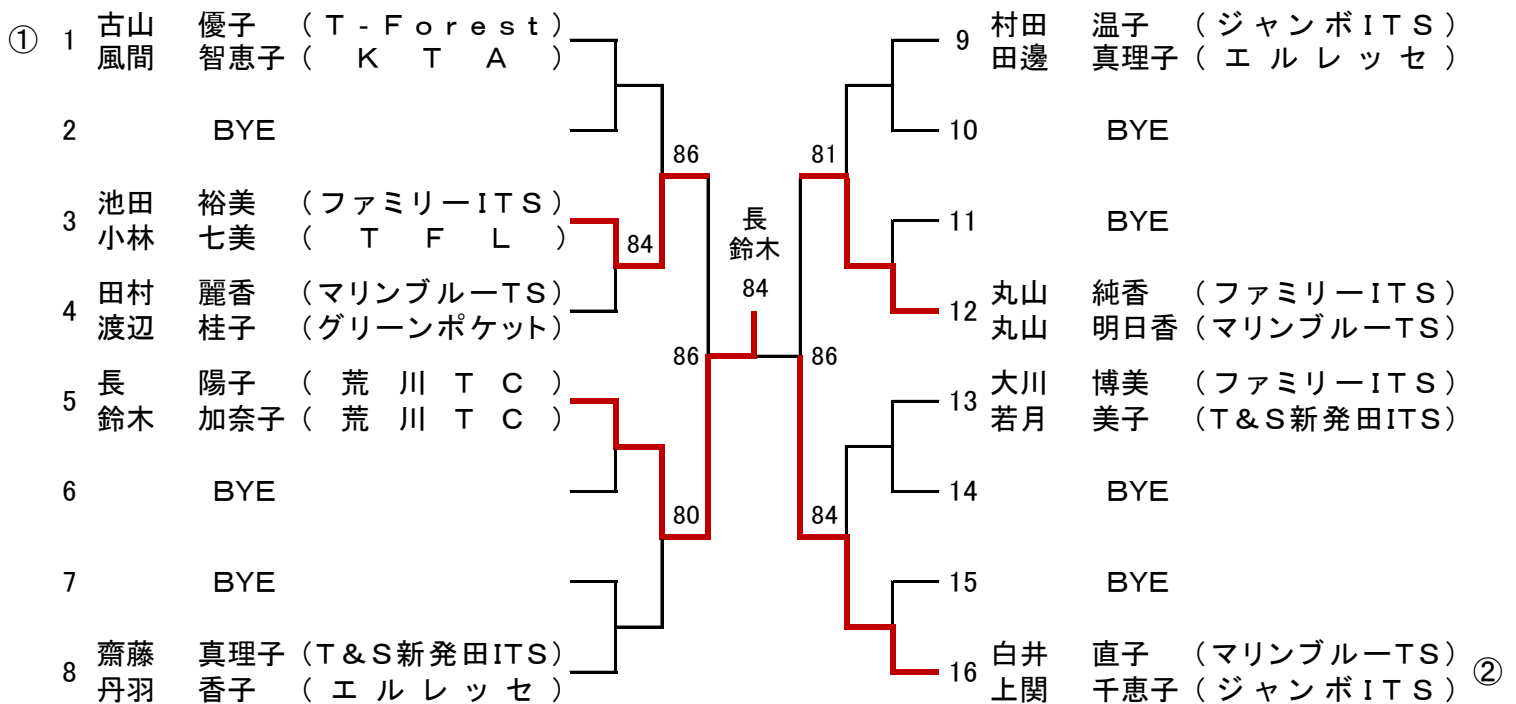 ① 1 古山 優子 (T-Forest)
風間 智恵子 (KTA)
2 BYE
3 池田 裕美 (ファミリーITS)
小林 七美 (TFL)
4 田村 麗香 (マリンブルーTS)
渡辺 桂子 (グリーンポケット)
5 長 陽子 (荒川TC)
鈴木 加奈子 (荒川TC)
6 BYE
7 BYE
8 齋藤 真理子 (T&S新発田ITS)
丹羽 香子 (エルレッセ)
84
86
80
86
長
鈴木
84
86
81
84
9 村田 温子 (ジャンボITS)
田邊 真理子 (エルレッセ)
10 BYE
11 BYE
12 丸山 純香 (ファミリーITS)
丸山 明日香 (マリンブルーTS)
13 大川 博美 (ファミリーITS)
若月 美子 (T&S新発田ITS)
14 BYE
15 BYE
16 白井 直子 (マリンブルーTS) ②
上関 千恵子 (ジャンボITS)